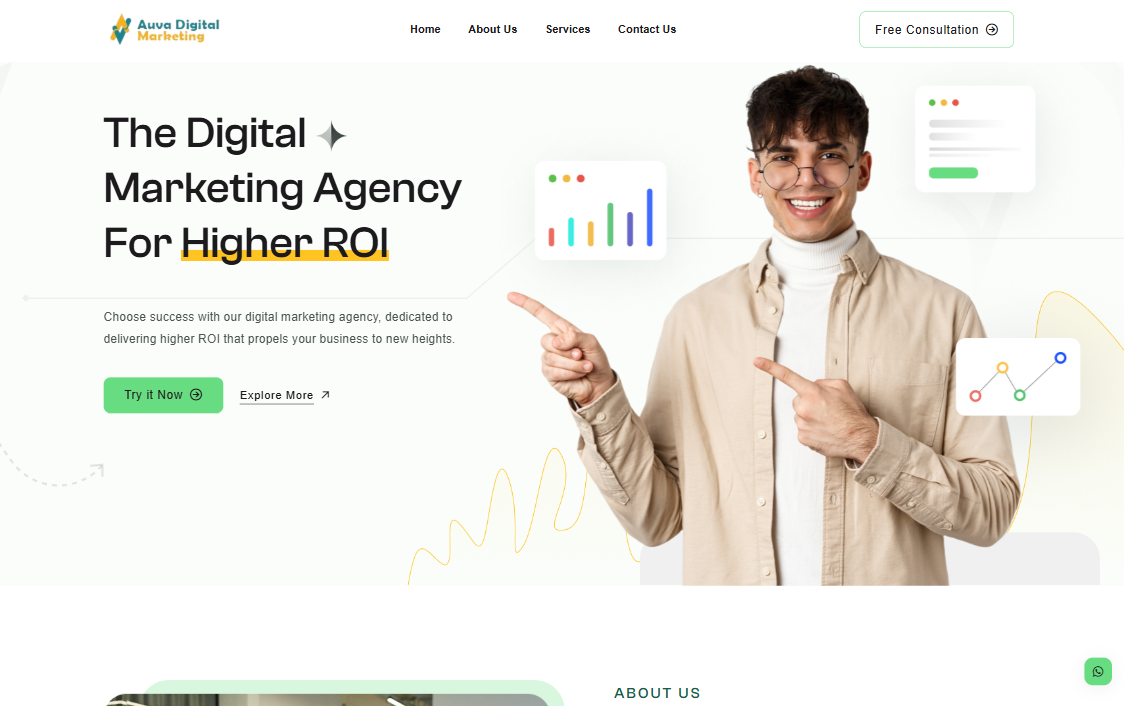 Auva Digital
Marketing
Home
About Us
Services
Contact Us
Free Consultation
The Digital
Marketing Agency
For Higher ROI
Choose success with our digital marketing agency, dedicated to
delivering higher ROI that propels your business to new heights.
Try it Now
Explore More
ABOUT US